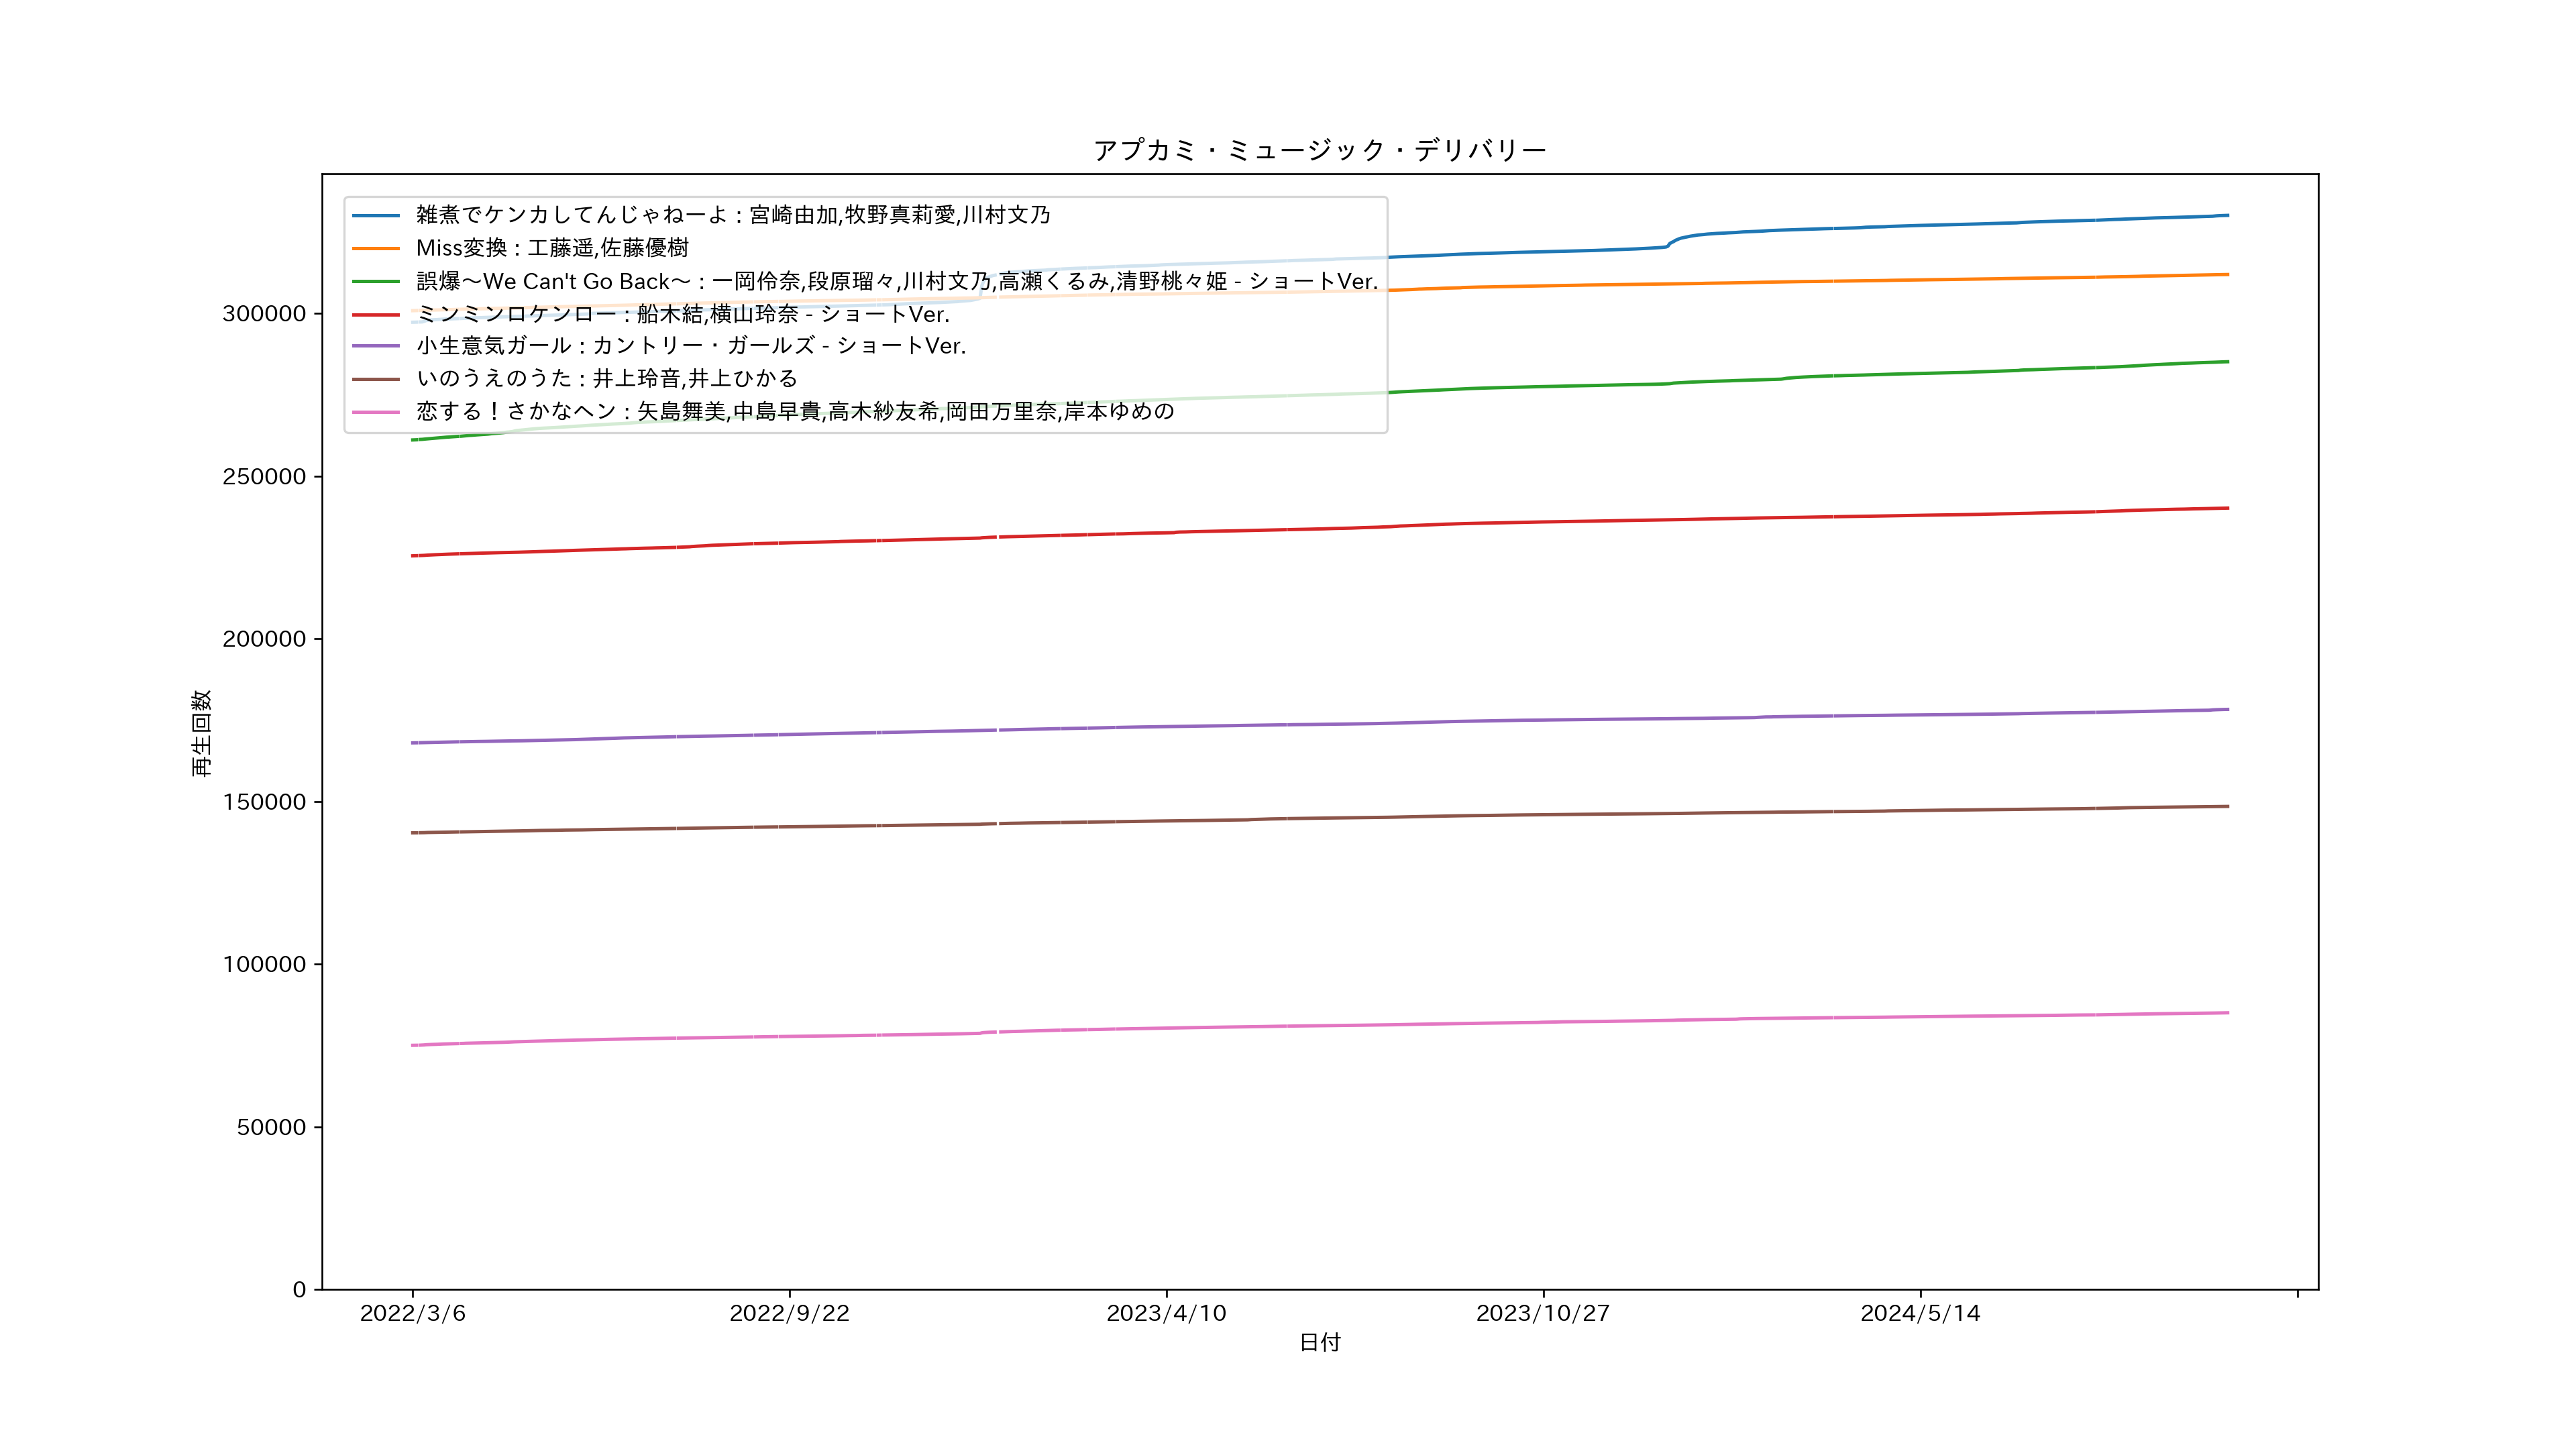 アプカミ・ミュージック・デリバリー
雑煮でケンカしてんじゃねーよ : 宮崎由加,牧野真莉愛,川村文乃
Miss変換 : 工藤遥,佐藤優樹
誤爆〜We Can't Go Back〜 : 一岡伶奈,段原瑠々,川村文乃,高瀬くるみ,清野桃々姫 - ショートVer.
ミンミンロケンロー : 船木結,横山玲奈 - ショートVer.
小生意気ガール : カントリー・ガールズ - ショートVer.
いのうえのうた : 井上玲音,井上ひかる
恋する！さかなヘン : 矢島舞美,中島早貴,高木紗友希,岡田万里奈,岸本ゆめの
300000
250000
200000
150000
100000
50000
0
再生回数
2022/3/6 2022/9/22 2023/4/10 2023/10/27 2024/5/14
日付